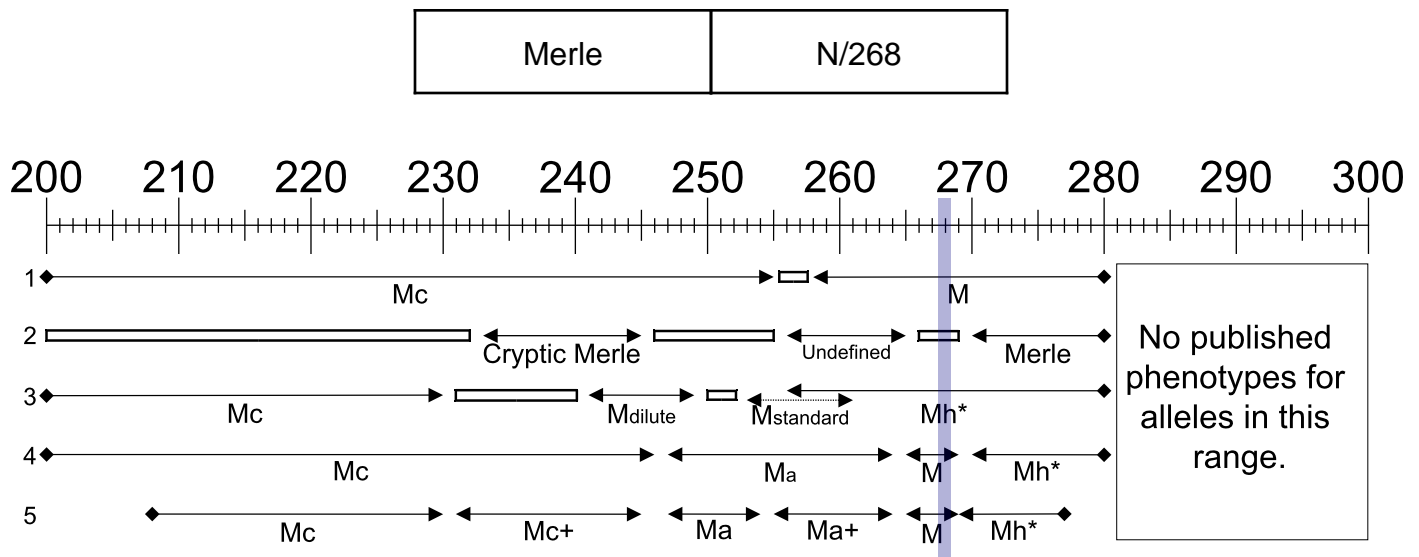 Merle N/268
200 210 220 230 240 250 260 270 280 290 300
1 Mc M
2 Cryptic Merle Undefined Merle
3 Mc Mdilute Mstandard Mh*
4 Mc Ma M Mh*
5 Mc Mc+ Ma Ma+ M Mh*
No published
phenotypes for
alleles in this
range.